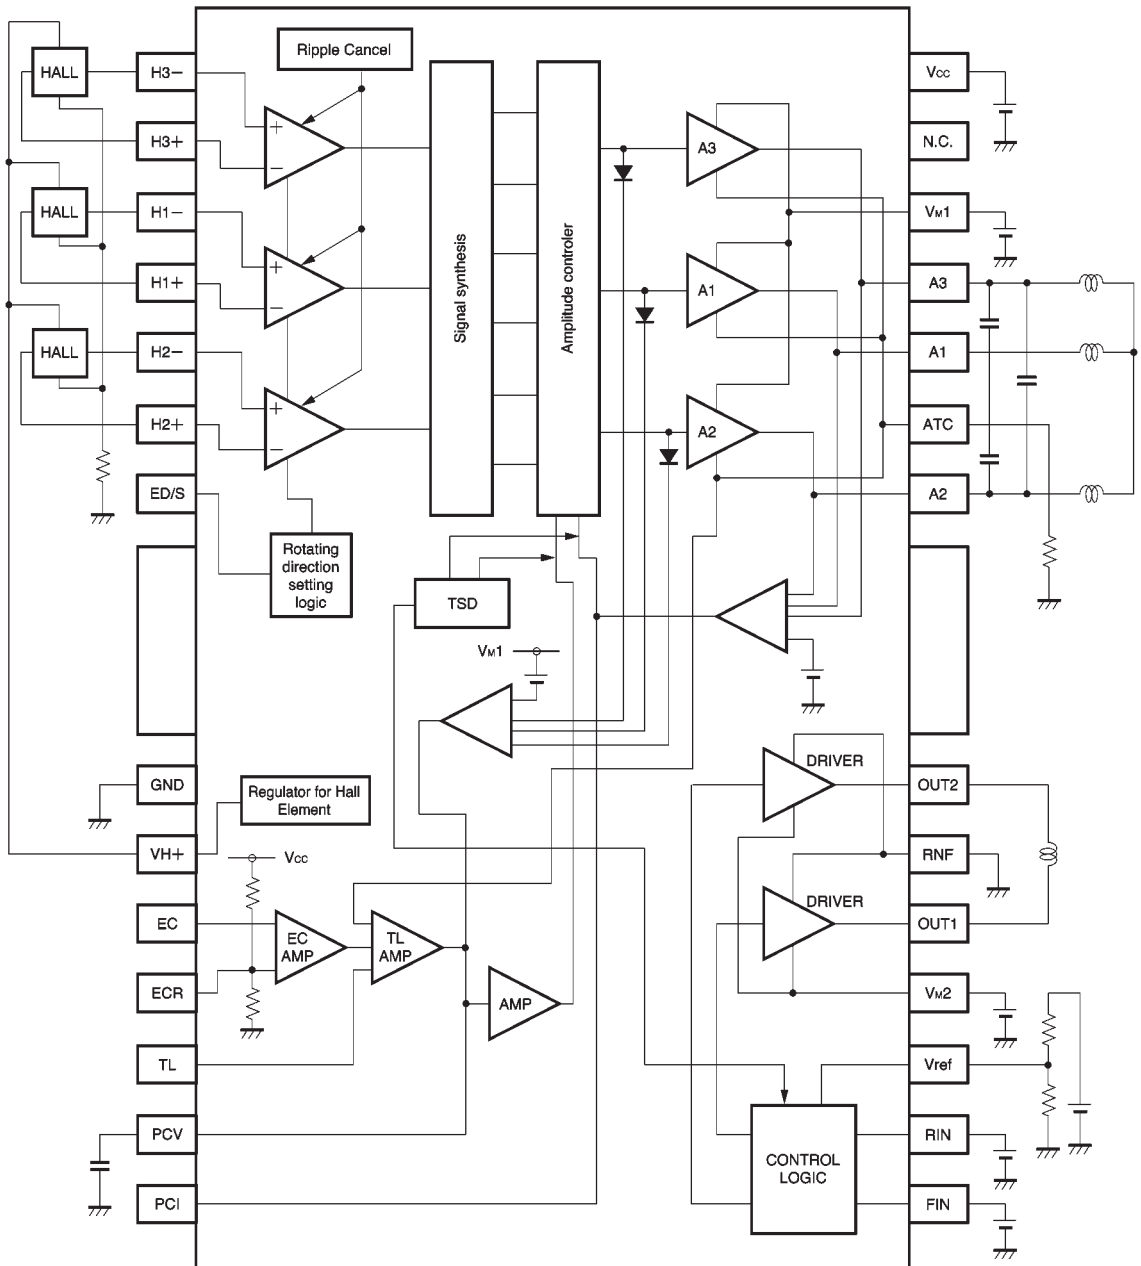 Ripple Cancel
HALL
H3−
H3+
HALL
H1−
H1+
HALL
H2−
H2+
ED/S
+
−
+
−
+
−
Signal synthesis
Amplitude controler
A3
A1
A2
Vcc
N.C.
VM1
A3
A1
ATC
A2
Rotating
direction
setting
logic
TSD
VM1
GND
VH+
EC
ECR
TL
PCV
PCI
Regulator for Hall
Element
Vcc
EC
AMP
TL
AMP
AMP
DRIVER
DRIVER
OUT2
RNF
OUT1
VM2
Vref
RIN
FIN
CONTROL
LOGIC